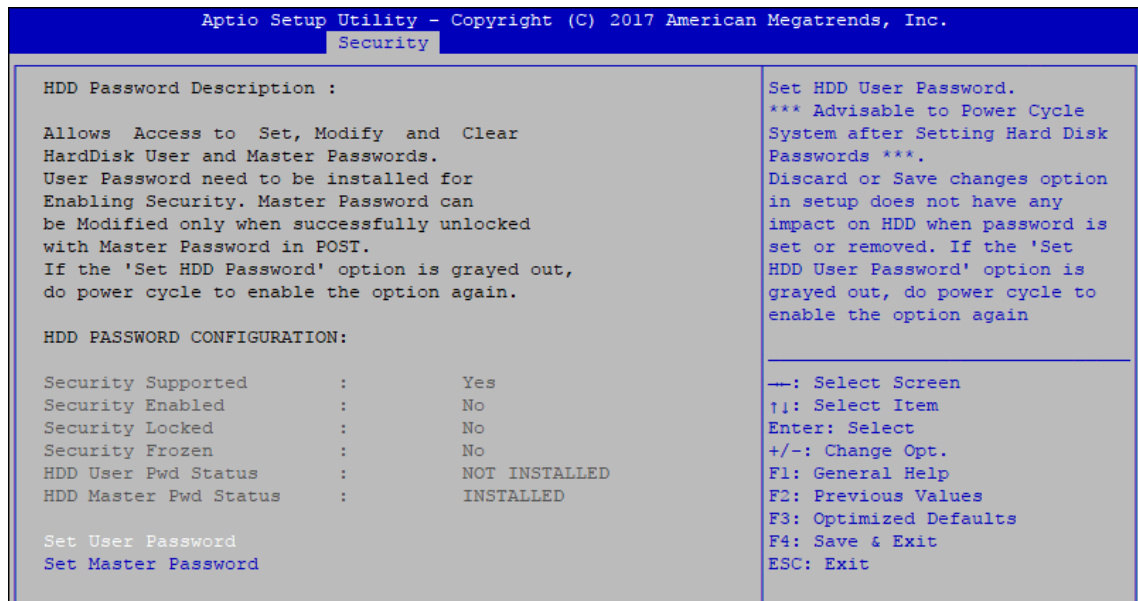 Aptio Setup Utility - Copyright (C) 2017 American Megatrends, Inc.
Security
HDD Password Description :
Allows Access to Set, Modify and Clear
HardDisk User and Master Passwords.
User Password need to be installed for
Enabling Security. Master Password can
be Modified only when successfully unlocked
with Master Password in POST.
If the 'Set HDD Password' option is grayed out,
do power cycle to enable the option again.
HDD PASSWORD CONFIGURATION:
Security Supported : Yes
Security Enabled : No
Security Locked : No
Security Frozen : No
HDD User Pwd Status : NOT INSTALLED
HDD Master Pwd Status : INSTALLED
Set User Password
Set Master Password
Set HDD User Password.
*** Advisable to Power Cycle
System after Setting Hard Disk
Passwords ***.
Discard or Save changes option
in setup does not have any
impact on HDD when password is
set or removed. If the 'Set
HDD User Password' option is
grayed out, do power cycle to
enable the option again
→←: Select Screen
↑↓: Select Item
Enter: Select
+/-: Change Opt.
F1: General Help
F2: Previous Values
F3: Optimized Defaults
F4: Save & Exit
ESC: Exit